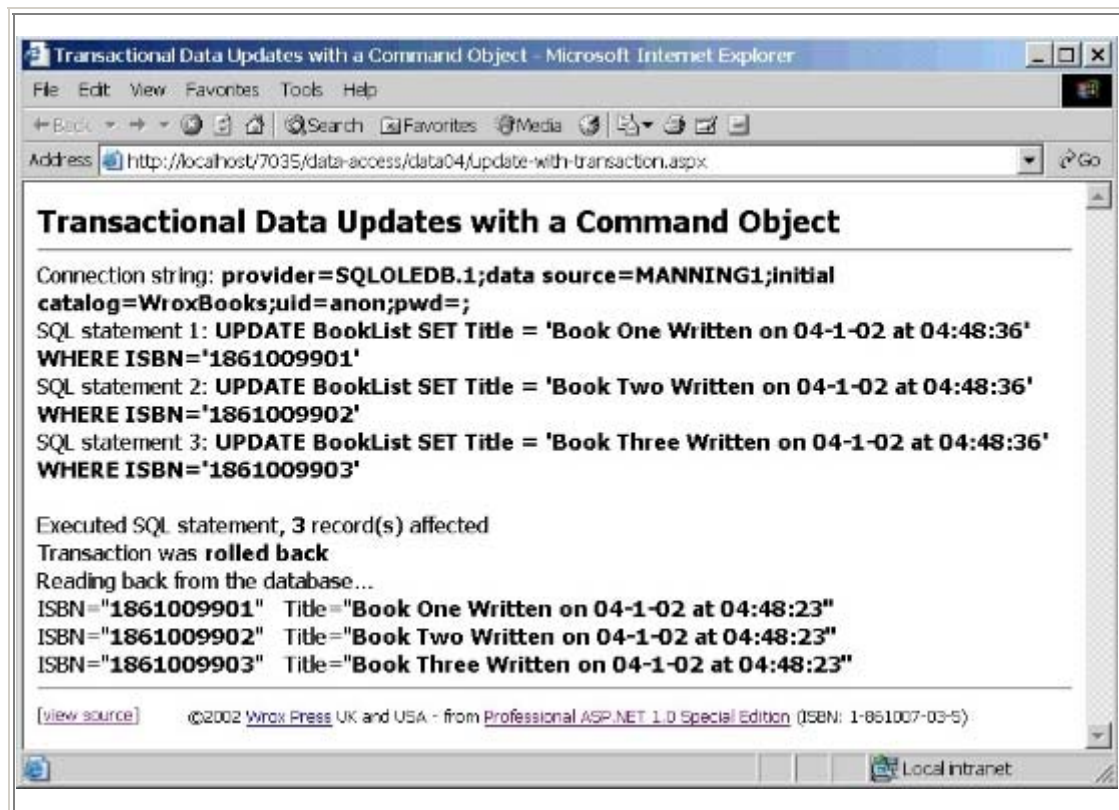 Transactional Data Updates with a Command Object - Microsoft Internet Explorer
File Edit View Favorites Tools Help
Back Search Favorites Media
Address http://localhost/7035/data-access/data04/update-with-transaction.aspx Go
Transactional Data Updates with a Command Object
Connection string: provider=SQLOLEDB.1;data source=MANNING1;initial
catalog=WroxBooks;uid=anon;pwd=;
SQL statement 1: UPDATE BookList SET Title = 'Book One Written on 04-1-02 at 04:48:36'
WHERE ISBN='1861009901'
SQL statement 2: UPDATE BookList SET Title = 'Book Two Written on 04-1-02 at 04:48:36'
WHERE ISBN='1861009902'
SQL statement 3: UPDATE BookList SET Title = 'Book Three Written on 04-1-02 at 04:48:36'
WHERE ISBN='1861009903'
Executed SQL statement, 3 record(s) affected
Transaction was rolled back
Reading back from the database...
ISBN="1861009901" Title="Book One Written on 04-1-02 at 04:48:23"
ISBN="1861009902" Title="Book Two Written on 04-1-02 at 04:48:23"
ISBN="1861009903" Title="Book Three Written on 04-1-02 at 04:48:23"
[view source] ©2002 Wrox Press UK and USA - from Professional ASP.NET 1.0 Special Edition (ISBN: 1-861007-03-5)
Local intranet